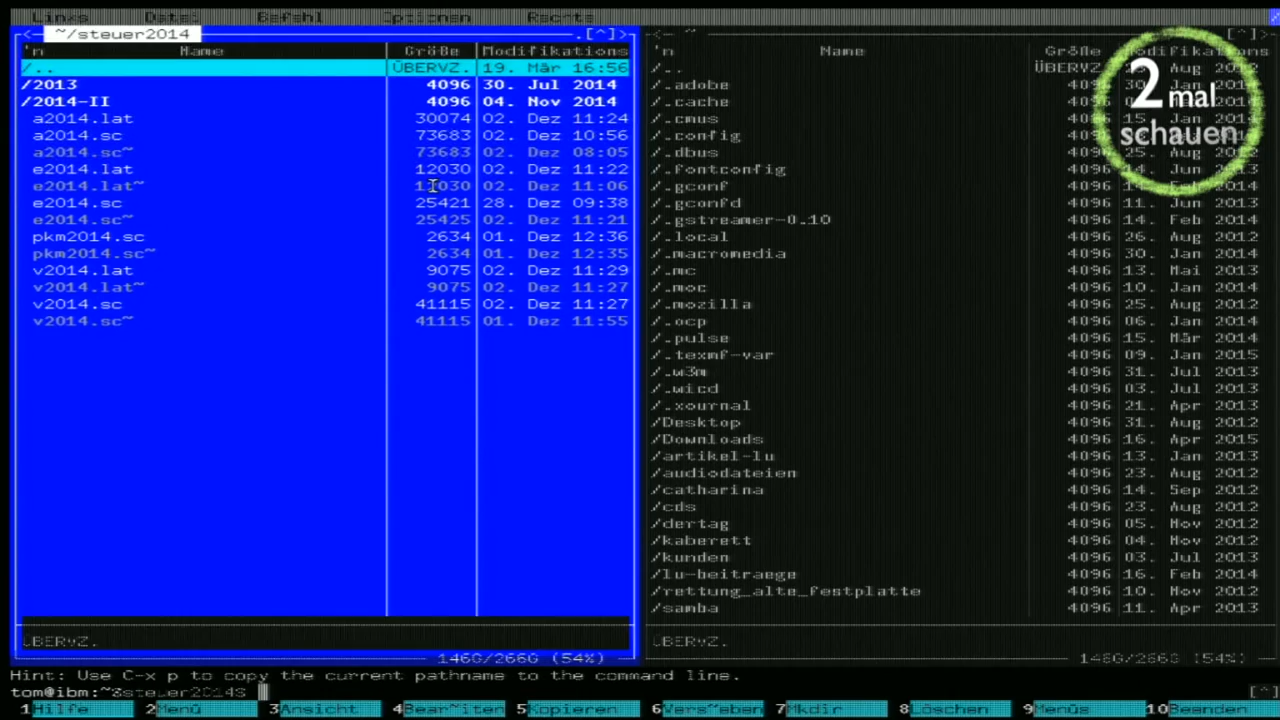 Links Datei Befehl Optionen Rechts
<─ ~/steuer2014 .[^]>
'n Name Größe Modifikations
/.. ÜBERVZ. 19. Mär 16:56
/2013 4096 30. Jul 2014
/2014-II 4096 04. Nov 2014
a2014.lat 30074 02. Dez 11:24
a2014.sc 73683 02. Dez 10:56
a2014.sc~ 73683 02. Dez 08:05
e2014.lat 12030 02. Dez 11:22
e2014.lat~ 02. Dez 11:06
e2014.sc 25421 28. Dez 09:38
e2014.sc~ 25425 02. Dez 11:21
pkm2014.sc 2634 01. Dez 12:36
pkm2014.sc~ 2634 01. Dez 12:35
v2014.lat 9075 02. Dez 11:29
v2014.lat~ 9075 02. Dez 11:27
v2014.sc 41115 02. Dez 11:27
v2014.sc~ 41115 01. Dez 11:55
ÜBERVZ.
146G/266G (54%)
<─ ~ [^]>
'n Name Größe Modifikations
/.. ÜBERVZ Aug 2012
/.adobe 4096 30. Jan 2014
/.cache 4096
/.cmus 4096 15. Jan
/.config 4096
/.dbus 4096 25. Aug 2012
/.fontconfig 4096
/.gconf 4096 14. Feb 2014
/.gconfd 4096 11. Jun 2013
/.gstreamer-0.10 4096 14. Feb 2014
/.local 4096 26. Aug 2012
/.macromedia 4096 30. Jan 2014
/.mc 4096 13. Mai 2013
/.moc 4096 10. Jan 2014
/.mozilla 4096 25. Aug 2012
/.ocp 4096 06. Jan 2014
/.pulse 4096 15. Mär 2014
/.texmf-var 4096 09. Jan 2015
/.w3m 4096 31. Jul 2013
/.wicd 4096 03. Jul 2013
/.xournal 4096 21. Apr 2013
/Desktop 4096 31. Aug 2012
/Downloads 4096 16. Apr 2015
/artikel-lu 4096 13. Jan 2013
/audiodateien 4096 23. Aug 2012
/catharina 4096 14. Sep 2012
/cds 4096 23. Aug 2012
/dertag 4096 05. Nov 2012
/kabarett 4096 04. Nov 2012
/kunden 4096 03. Jul 2013
/lu-beitraege 4096 16. Feb 2014
/rettung_alte_festplatte 4096 10. Nov 2012
/samba 4096 11. Apr 2013
ÜBERVZ.
146G/266G (54%)
2 mal
schauen
Hint: Use C-x p to copy the current pathname to the command line.
tom@ibm:~/steuer2014$ [^]
1Hilfe 2Menü 3Ansicht 4Bear~iten 5Kopieren 6Vers~eben 7Mkdir 8Löschen 9Menüs 10Beenden